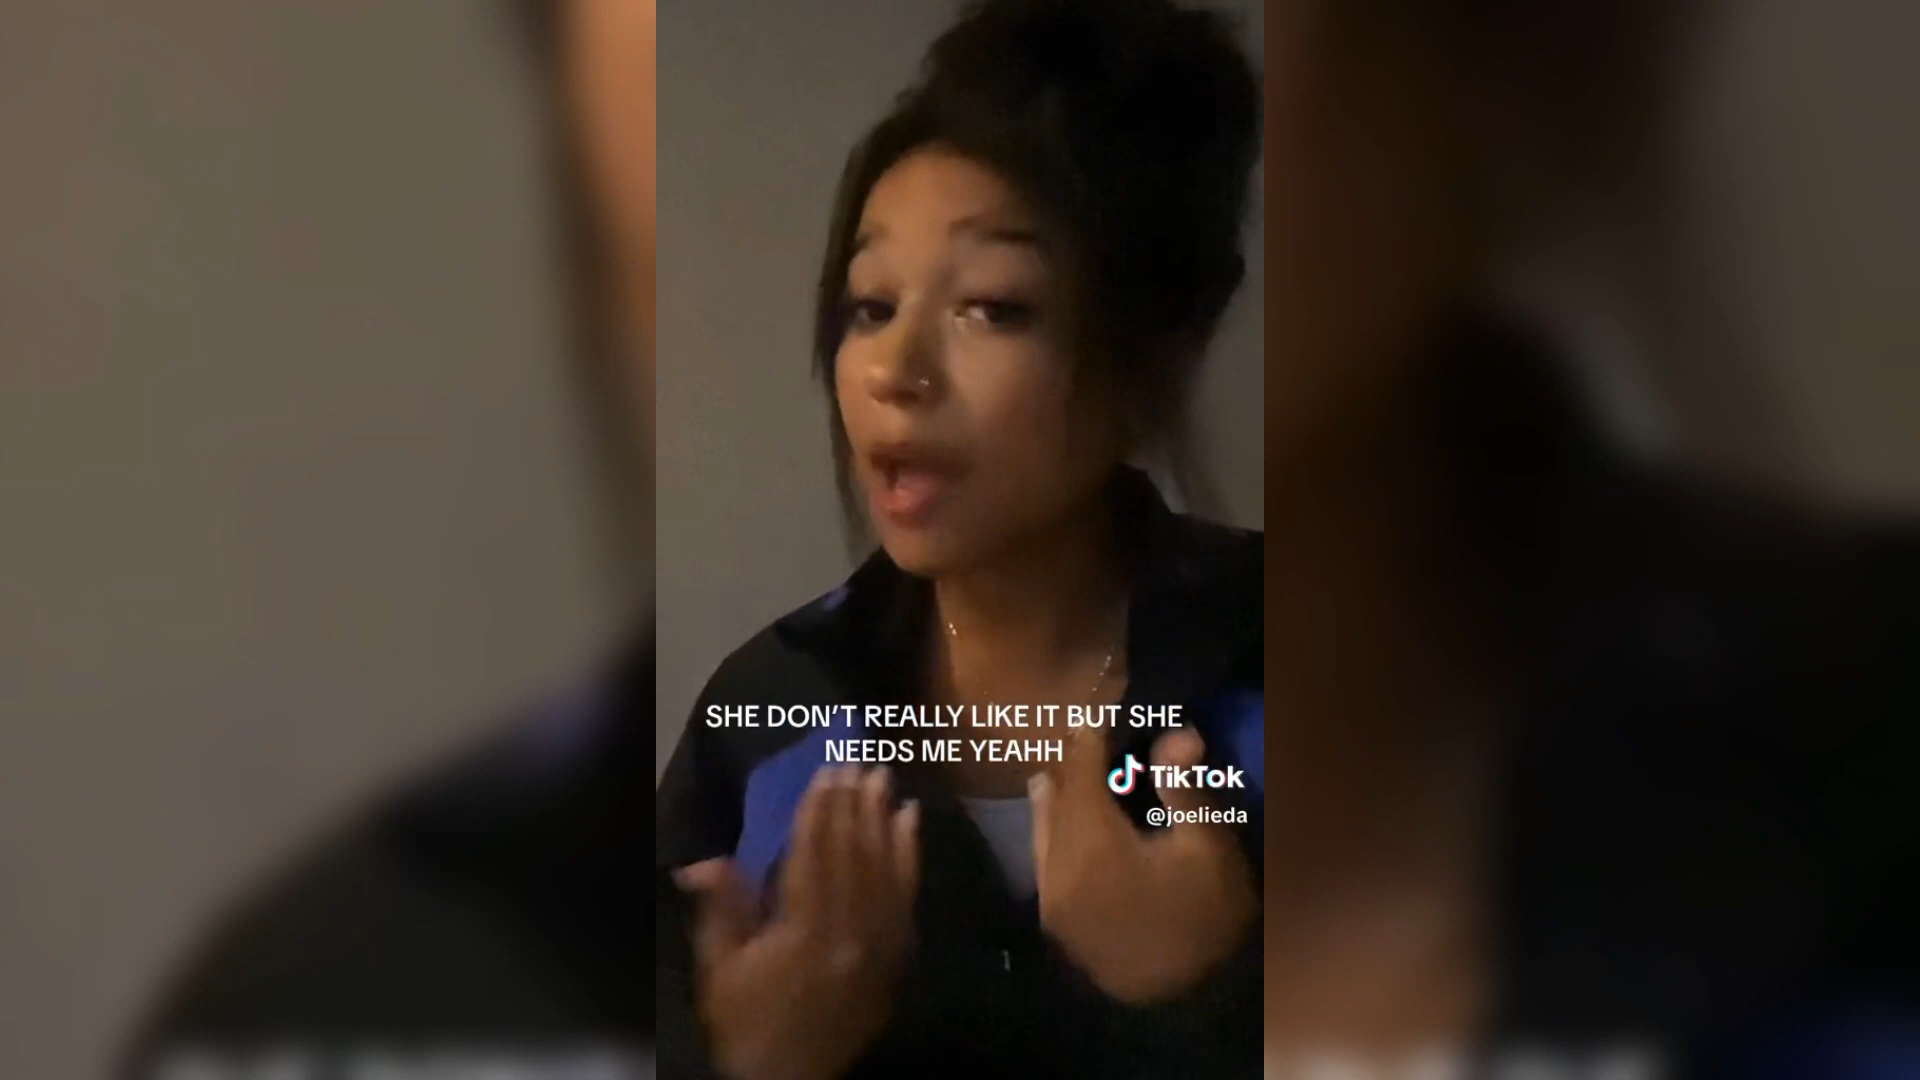 SHE DON'T REALLY LIKE IT BUT SHE
NEEDS ME YEAHH
TikTok
@joelieda